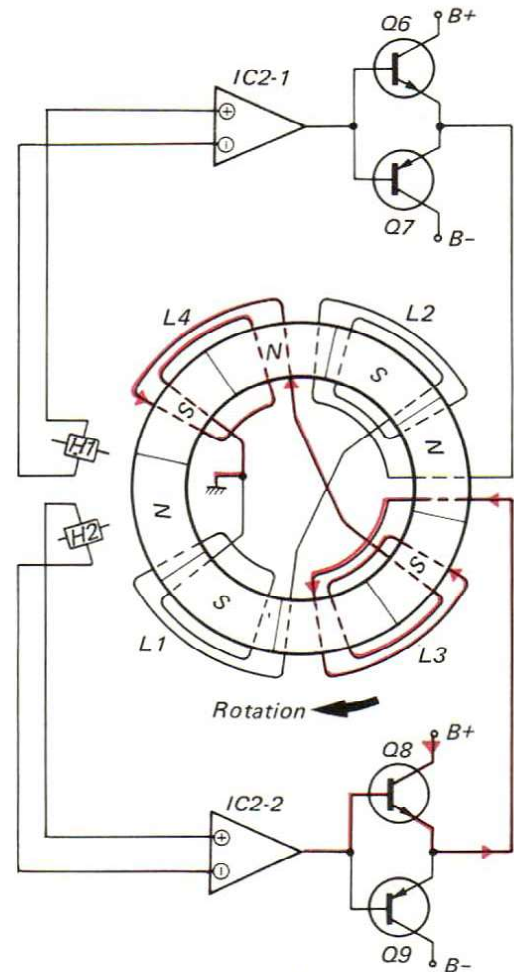 Q6
B+
IC2-1
+
−
Q7
B−
L4
L2
N
S
S
N
H1
N
H2
S
S
L1
L3
Rotation
Q8
B+
IC2-2
+
−
Q9
B−